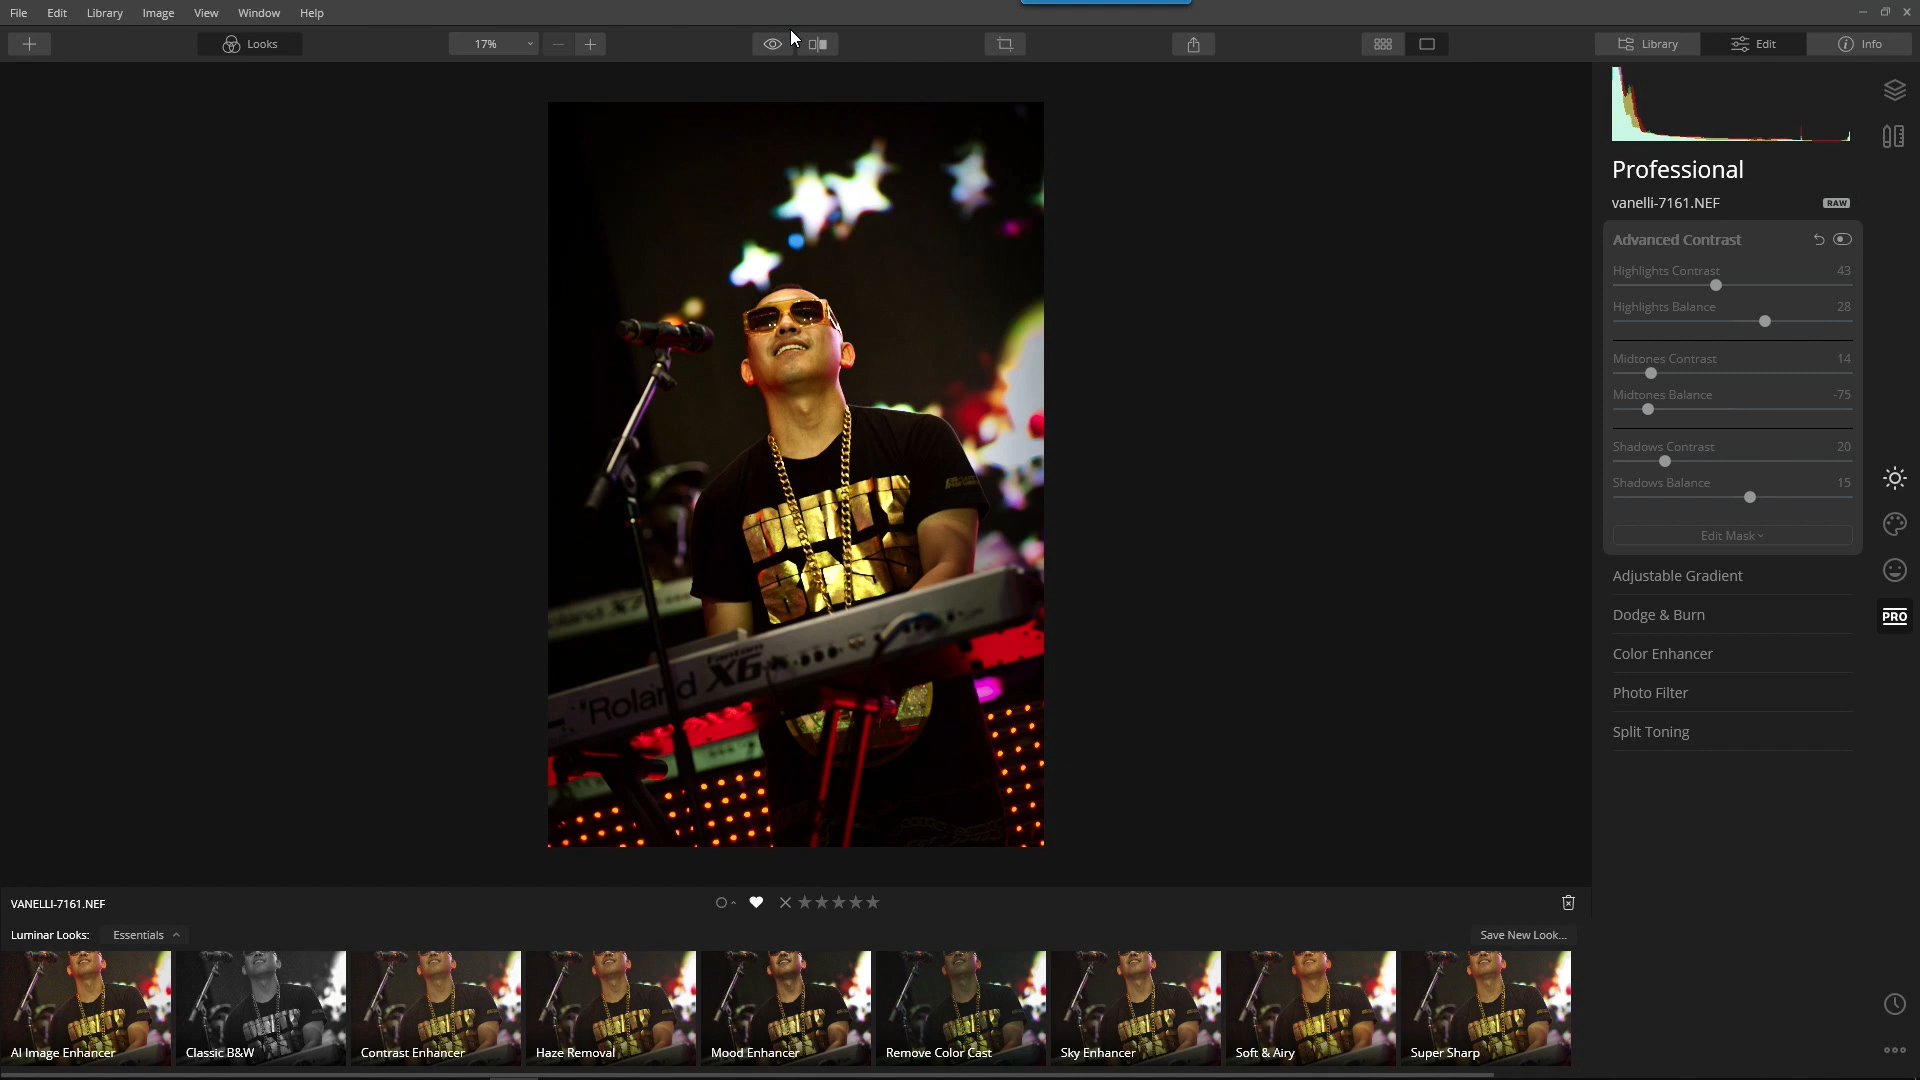 File Edit Library Image View Window Help
Looks 17% Library Edit Info
Professional
vanelli-7161.NEF RAW
Advanced Contrast
Highlights Contrast 43
Highlights Balance 28
Midtones Contrast 14
Midtones Balance -75
Shadows Contrast 20
Shadows Balance 15
Edit Mask
Adjustable Gradient
Dodge & Burn
Color Enhancer
Photo Filter
Split Toning
PRO
Fantom X6
Roland
VANELLI-7161.NEF
Luminar Looks: Essentials Save New Look...
AI Image Enhancer Classic B&W Contrast Enhancer Haze Removal Mood Enhancer Remove Color Cast Sky Enhancer Soft & Airy Super Sharp